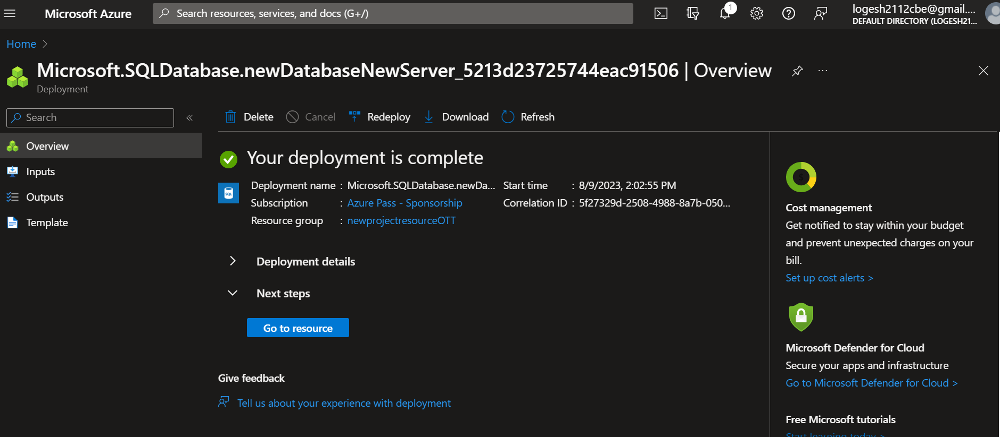 Microsoft Azure
Search resources, services, and docs (G+/)
1
logesh2112cbe@gmail....
DEFAULT DIRECTORY (LOGESH21...
Home >
Microsoft.SQLDatabase.newDatabaseNewServer_5213d23725744eac91506 | Overview
Deployment
Search
Overview
Inputs
Outputs
Template
Delete
Cancel
Redeploy
Download
Refresh
Your deployment is complete
SQL
Deployment name : Microsoft.SQLDatabase.newDa...
Subscription : Azure Pass - Sponsorship
Resource group : newprojectresourceOTT
Start time : 8/9/2023, 2:02:55 PM
Correlation ID : 5f27329d-2508-4988-8a7b-050...
Deployment details
Next steps
Go to resource
Give feedback
Tell us about your experience with deployment
$
Cost management
Get notified to stay within your budget
and prevent unexpected charges on your
bill.
Set up cost alerts >
Microsoft Defender for Cloud
Secure your apps and infrastructure
Go to Microsoft Defender for Cloud >
Free Microsoft tutorials
Start learning today >